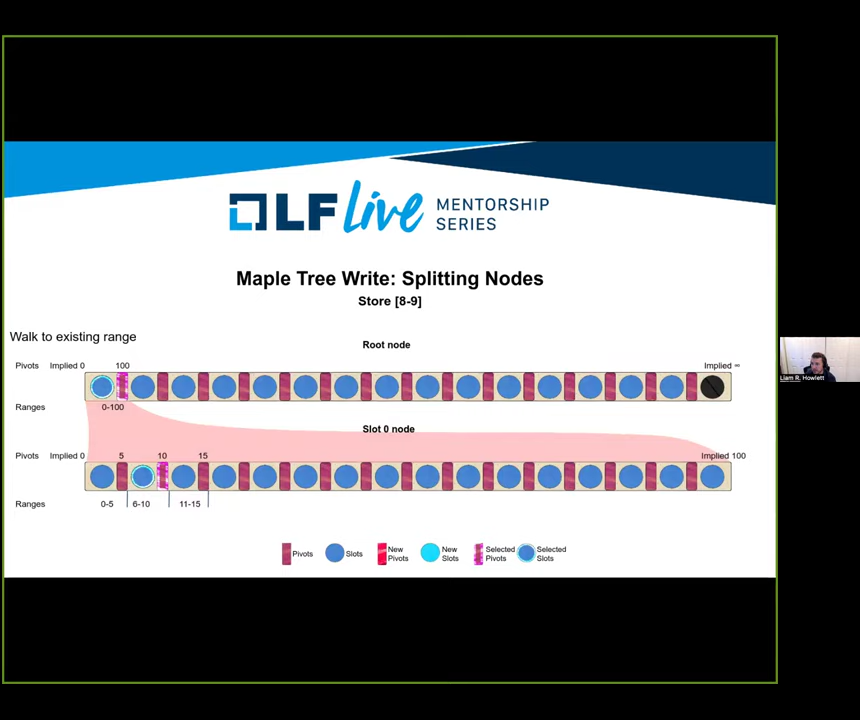 LF Live MENTORSHIP
SERIES
Maple Tree Write: Splitting Nodes
Store [8-9]
Walk to existing range
Root node
Pivots Implied 0 100 Implied ∞
Ranges 0-100
Slot 0 node
Pivots Implied 0 5 10 15 Implied 100
Ranges 0-5 6-10 11-15
Pivots Slots New Pivots New Slots Selected Pivots Selected Slots
Liam R. Howlett